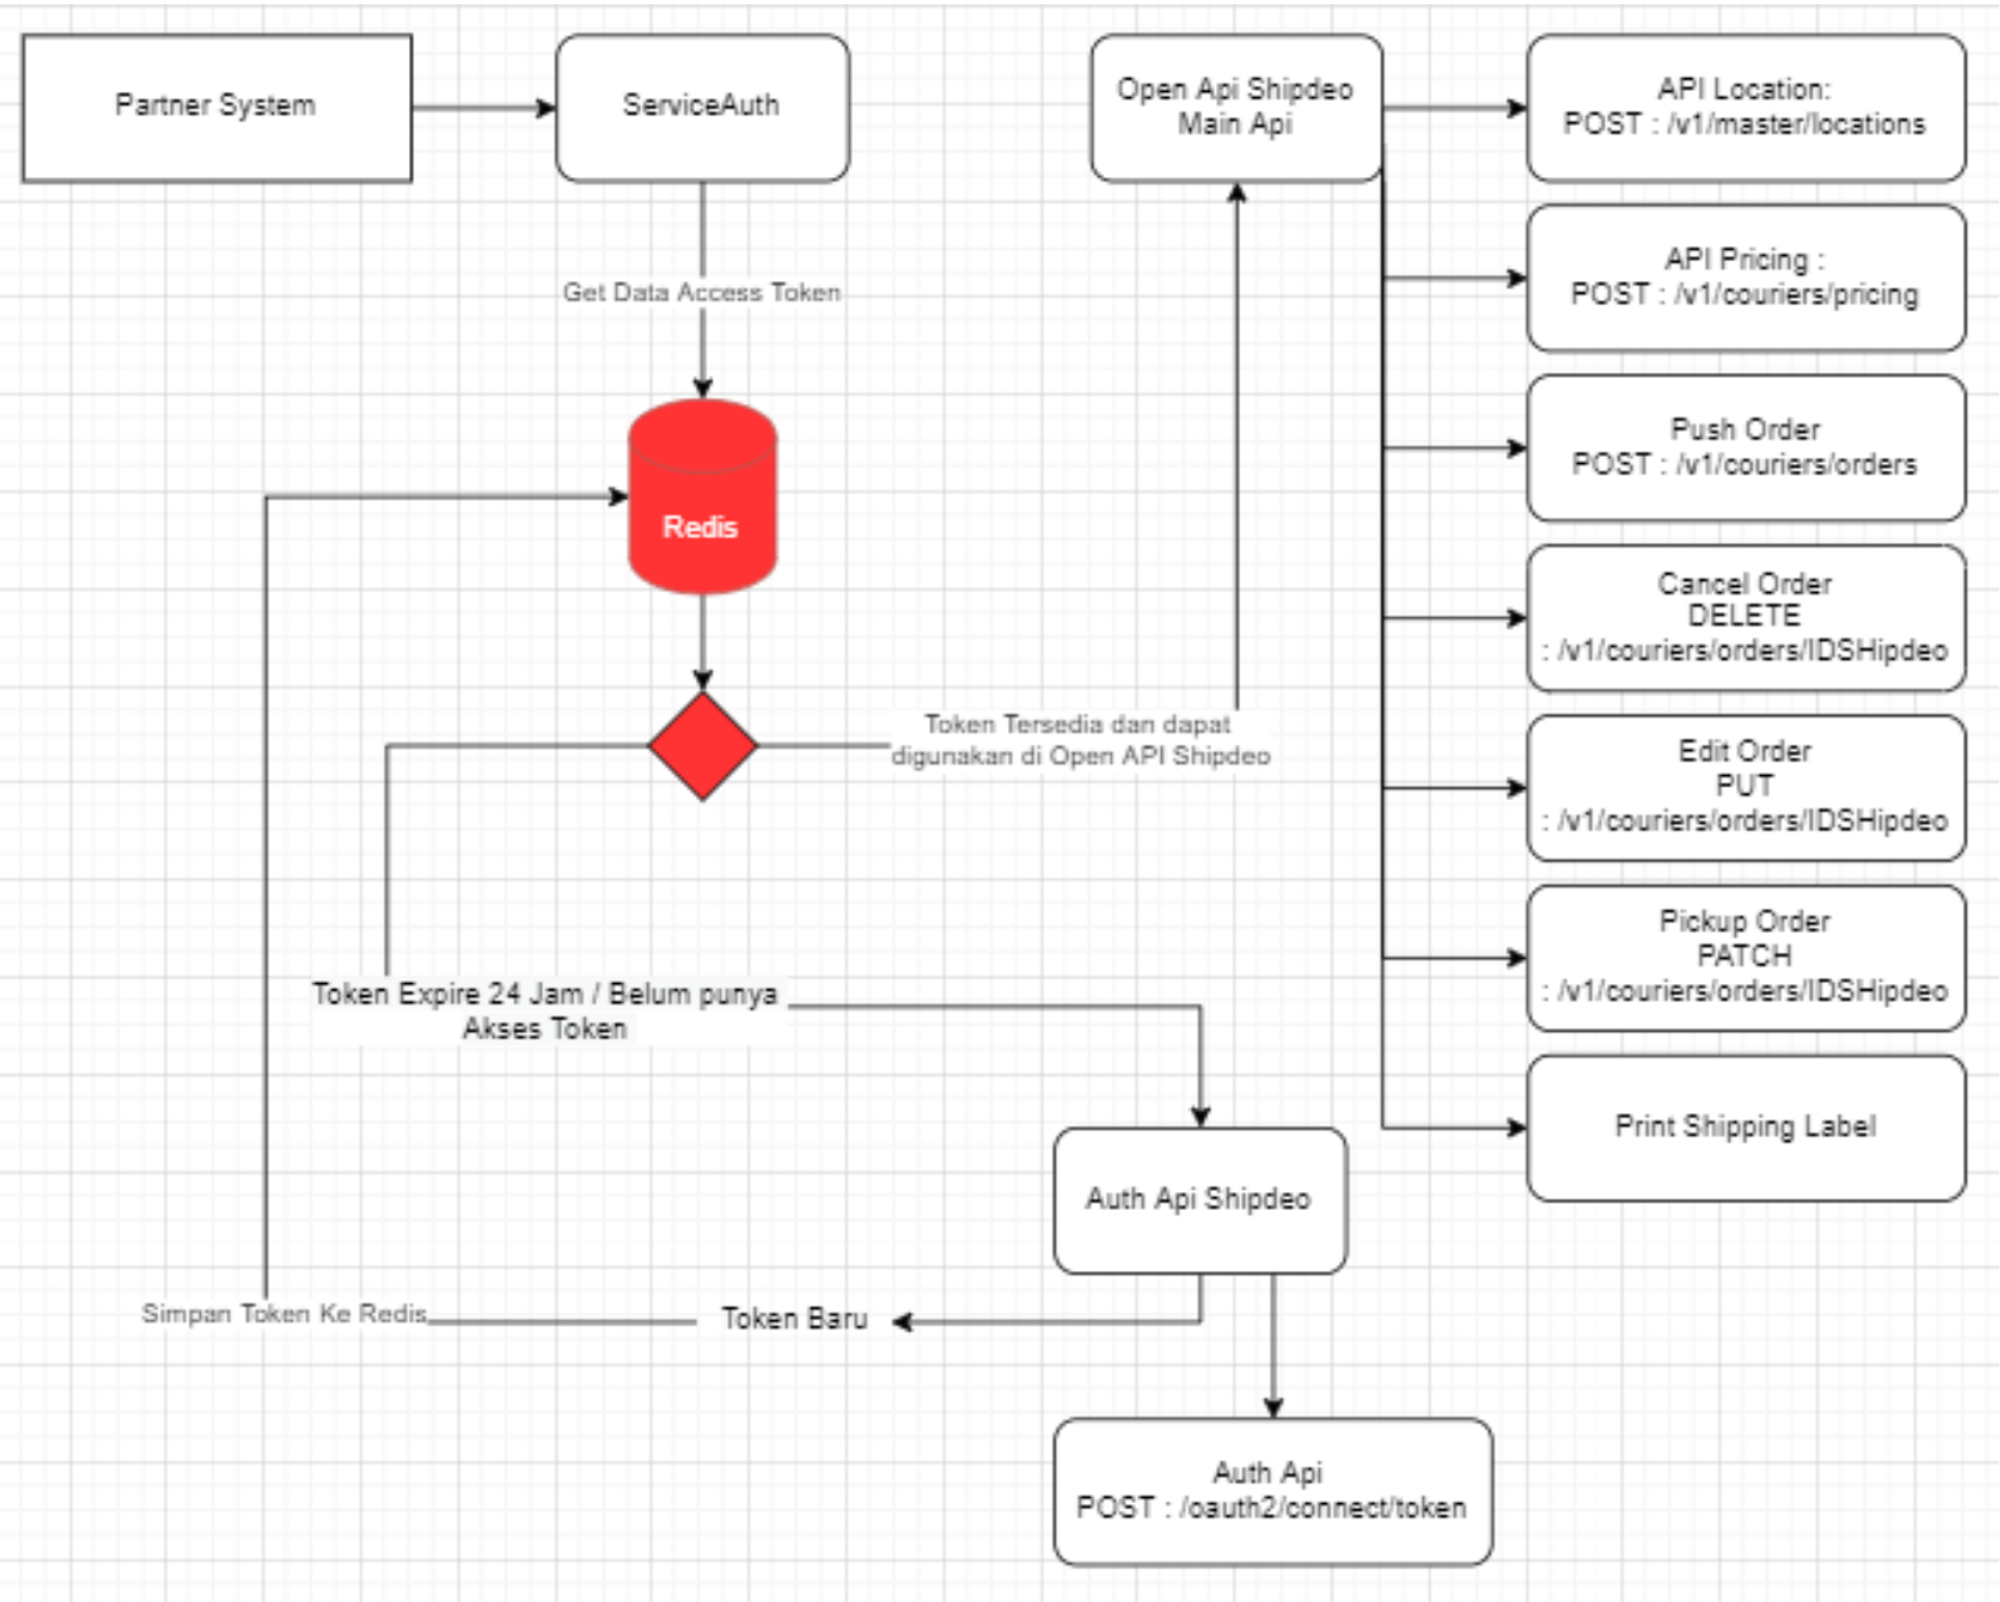 Partner System
ServiceAuth
Open Api Shipdeo
Main Api
API Location:
POST : /v1/master/locations
API Pricing :
POST : /v1/couriers/pricing
Get Data Access Token
Push Order
POST : /v1/couriers/orders
Redis
Cancel Order
DELETE
: /v1/couriers/orders/IDSHipdeo
Token Tersedia dan dapat
digunakan di Open API Shipdeo
Edit Order
PUT
: /v1/couriers/orders/IDSHipdeo
Pickup Order
PATCH
: /v1/couriers/orders/IDSHipdeo
Token Expire 24 Jam / Belum punya
Akses Token
Print Shipping Label
Auth Api Shipdeo
Simpan Token Ke Redis
Token Baru
Auth Api
POST : /oauth2/connect/token